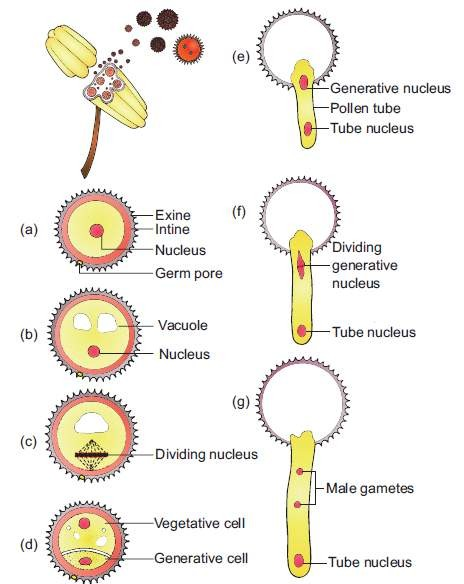 (a)
Exine
Intine
Nucleus
Germ pore
(b)
Vacuole
Nucleus
(c)
Dividing nucleus
(d)
Vegetative cell
Generative cell
(e)
Generative nucleus
Pollen tube
Tube nucleus
(f)
Dividing
generative
nucleus
Tube nucleus
(g)
Male gametes
Tube nucleus